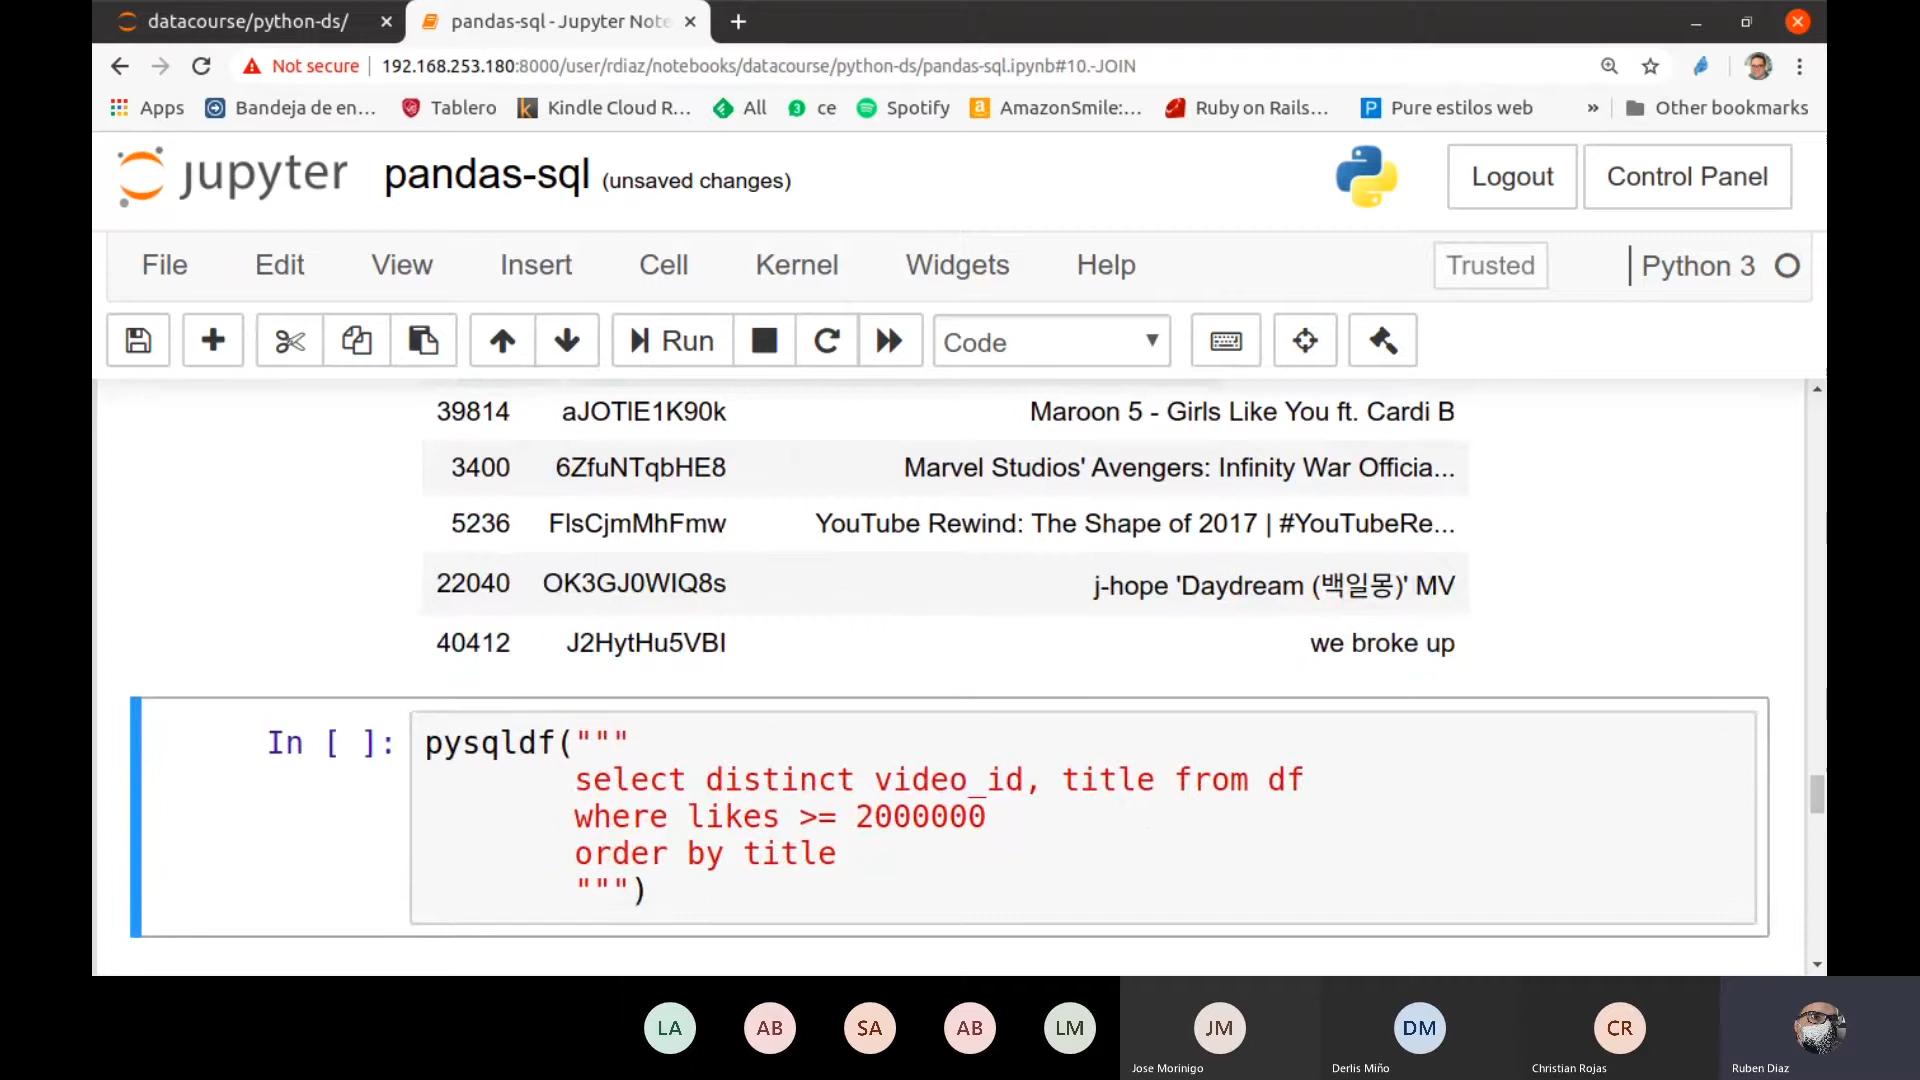 datacourse/python-ds/
pandas-sql - Jupyter Note
Not secure
192.168.253.180:8000/user/rdiaz/notebooks/datacourse/python-ds/pandas-sql.ipynb#10.-JOIN
Apps Bandeja de en... Tablero Kindle Cloud R... All ce Spotify AmazonSmile:... Ruby on Rails... Pure estilos web » Other bookmarks
jupyter pandas-sql (unsaved changes) Logout Control Panel
File Edit View Insert Cell Kernel Widgets Help Trusted Python 3
Run Code
39814 aJOTlE1K90k Maroon 5 - Girls Like You ft. Cardi B
3400 6ZfuNTqbHE8 Marvel Studios' Avengers: Infinity War Officia...
5236 FlsCjmMhFmw YouTube Rewind: The Shape of 2017 | #YouTubeRe...
22040 OK3GJ0WIQ8s j-hope 'Daydream (백일몽)' MV
40412 J2HytHu5VBI we broke up
In [ ]: pysqldf("""
select distinct video_id, title from df
where likes >= 2000000
order by title
""")
LA AB SA AB LM JM DM CR
Jose Morinigo Derlis Miño Christian Rojas Ruben Diaz